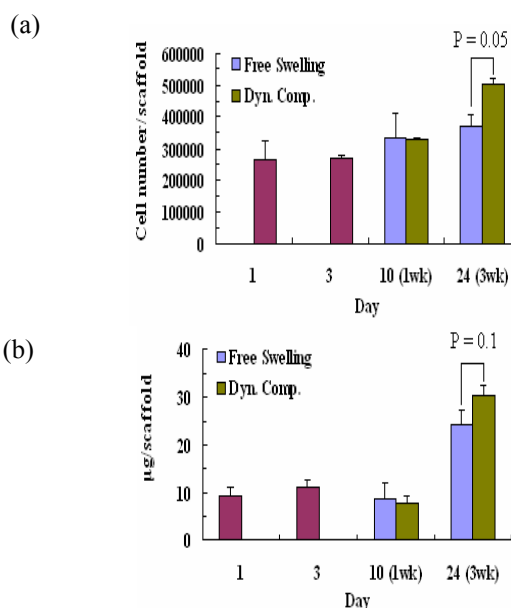 (a)
P = 0.05
600000
500000
400000
300000
200000
100000
0
Cell number/scaffold
Free Swelling
Dyn. Comp.
1 3 10 (1wk) 24 (3wk)
Day
(b)
P = 0.1
40
30
20
10
0
µg/scaffold
Free Swelling
Dyn. Comp.
1 3 10 (1wk) 24 (3wk)
Day